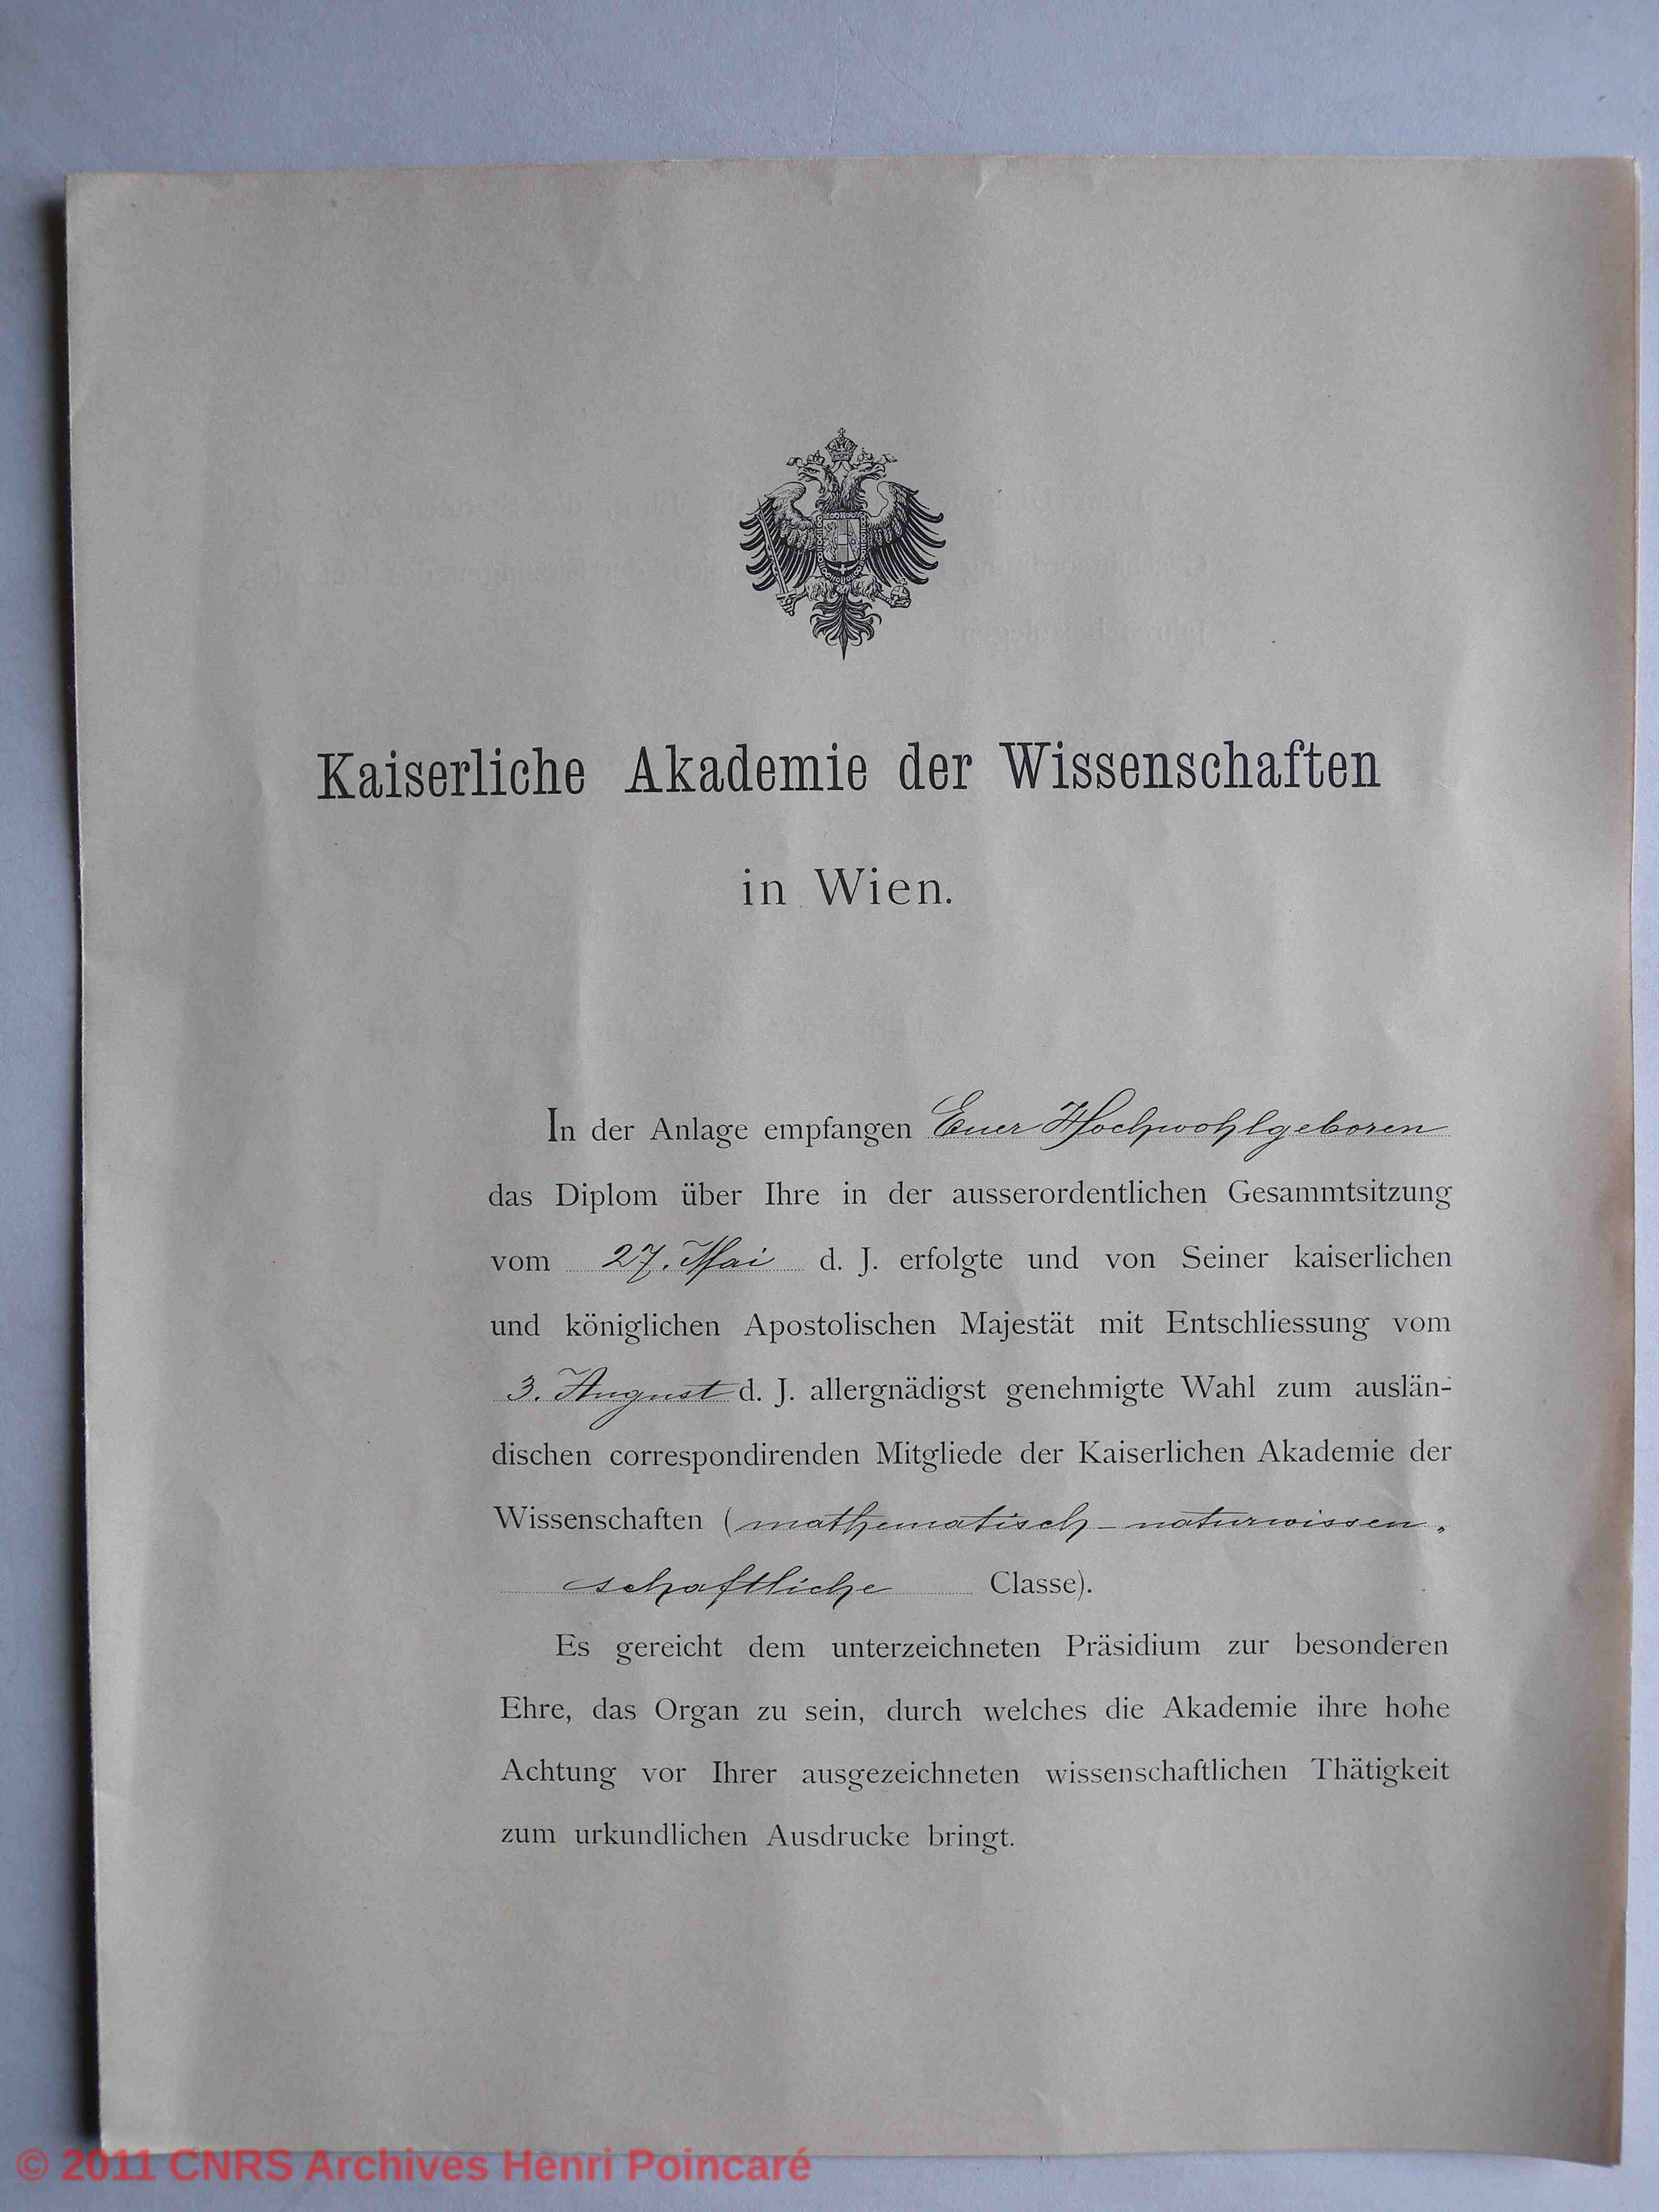 Kaiserliche Akademie der Wissenschaften
in Wien.
In der Anlage empfangen Euer Hochwohlgeboren
das Diplom über Ihre in der ausserordentlichen Gesammtsitzung
vom 27. Mai d. J. erfolgte und von Seiner kaiserlichen
und königlichen Apostolischen Majestät mit Entschliessung vom
3. August d. J. allergnädigst genehmigte Wahl zum auslän-
dischen correspondirenden Mitgliede der Kaiserlichen Akademie der
Wissenschaften (mathematisch-naturwissen-
schaftliche Classe).
Es gereicht dem unterzeichneten Präsidium zur besonderen
Ehre, das Organ zu sein, durch welches die Akademie ihre hohe
Achtung vor Ihrer ausgezeichneten wissenschaftlichen Thätigkeit
zum urkundlichen Ausdrucke bringt.
© 2011 CNRS Archives Henri Poincaré